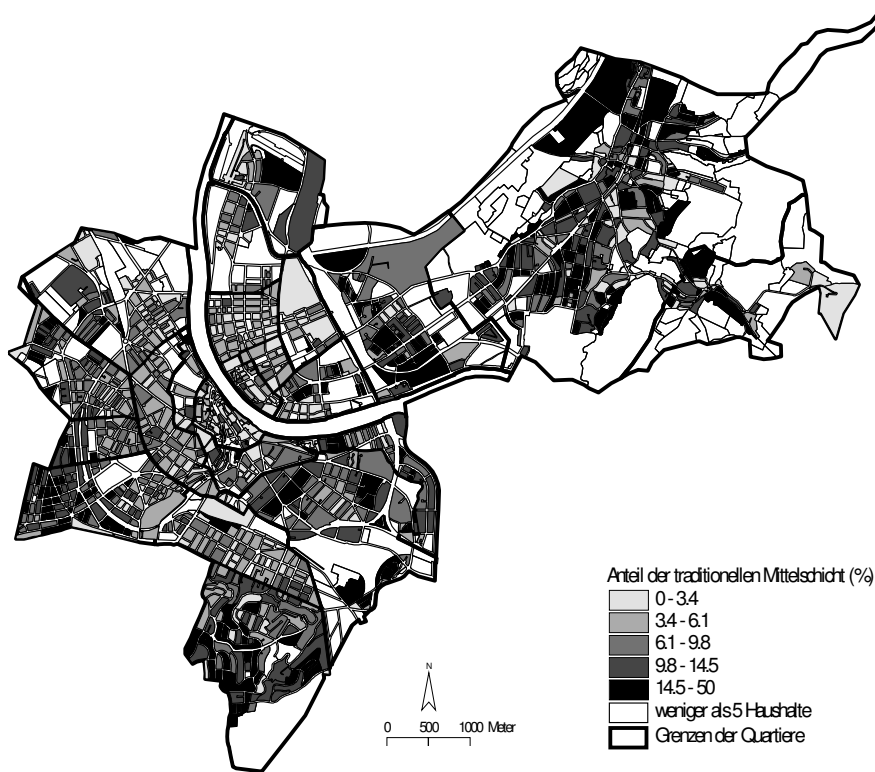 Anteil der traditionellen Mittelschicht (%)
0 - 3.4
3.4 - 6.1
6.1 - 9.8
9.8 - 14.5
14.5 - 50
weniger als 5 Haushalte
Grenzen der Quartiere
N
0 500 1000 Meter